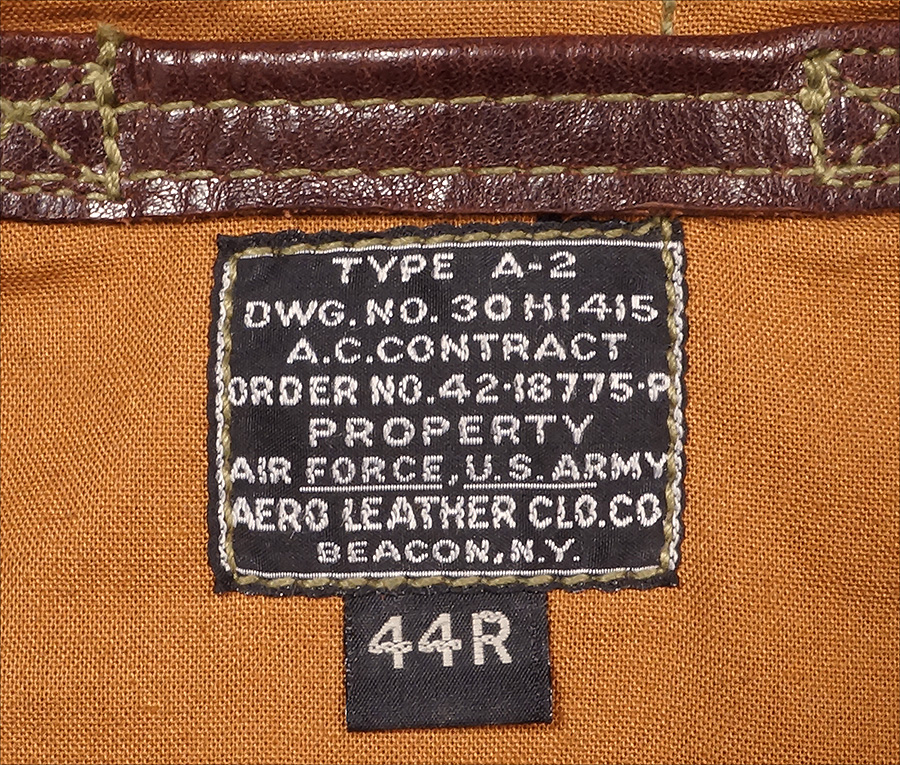 TYPE A-2
DWG. NO. 30 H1415
A.C.CONTRACT
ORDER NO. 42-18775-P
PROPERTY
AIR FORCE, U.S. ARMY
AERO LEATHER CLO.CO.
BEACON, N.Y.
44R